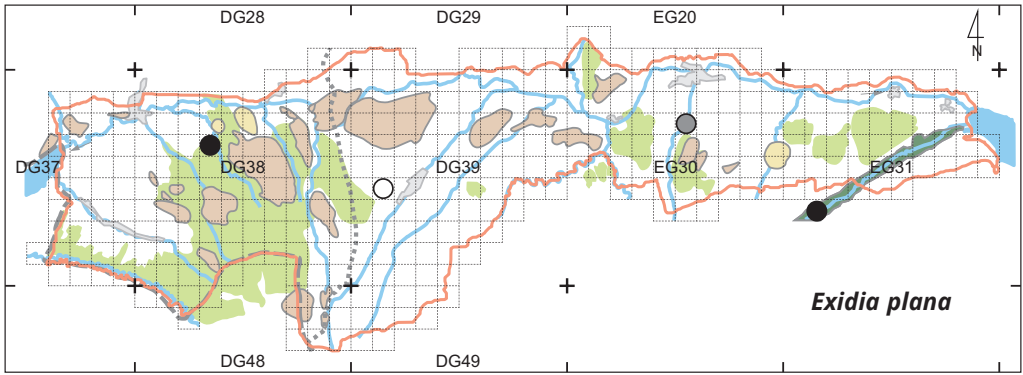 DG28 DG29 EG20
N
DG37 DG38 DG39 EG30 EG31
Exidia plana
DG48 DG49